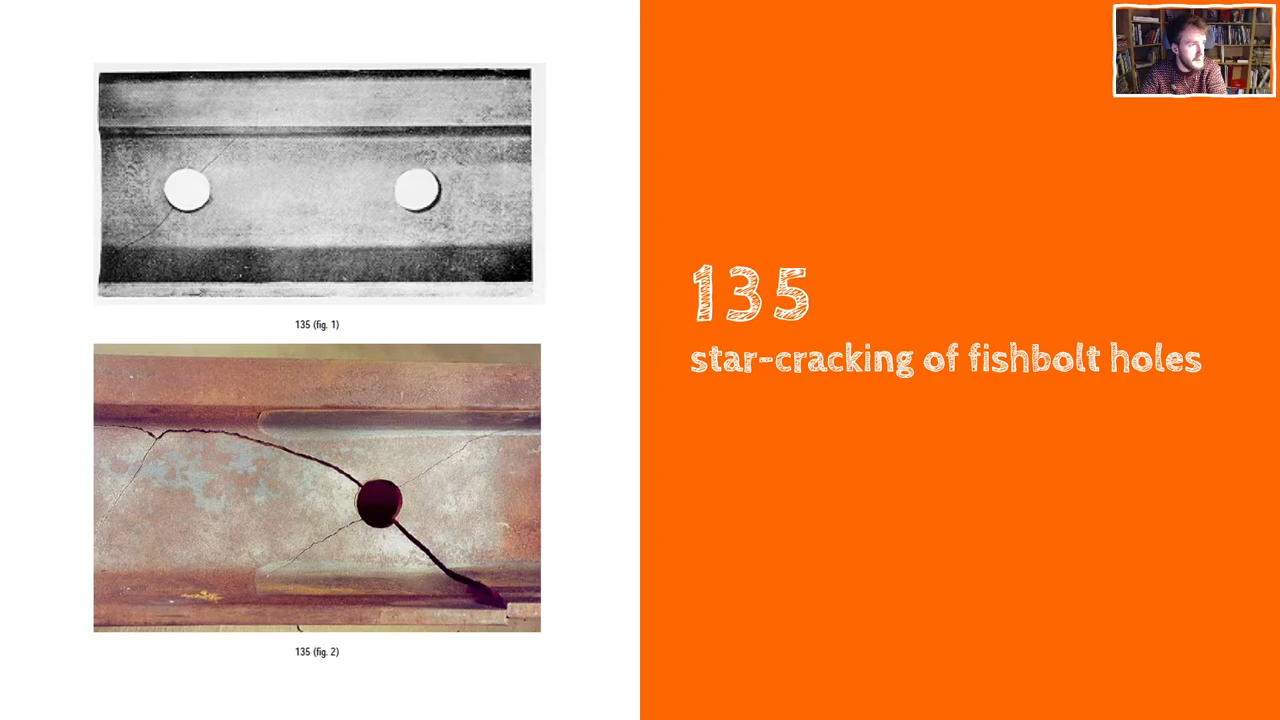 135 (fig. 1)
135 (fig. 2)
135
star-cracking of fishbolt holes